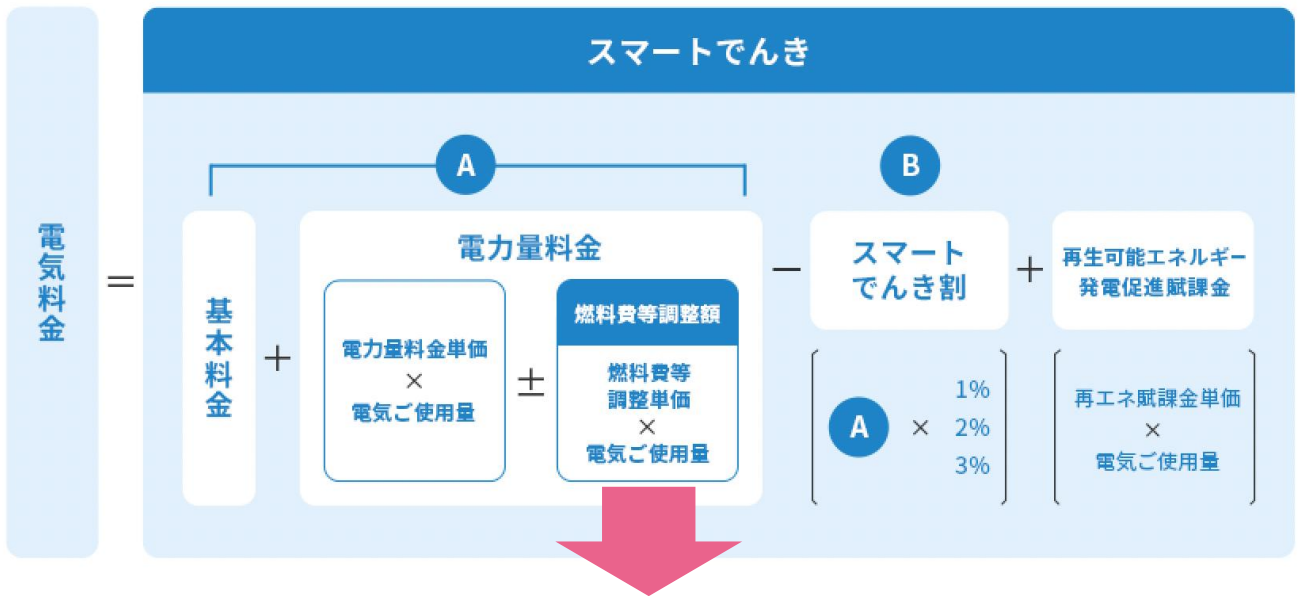 スマートでんき
電気料金
=
A
基本料金
+
電力量料金
電力量料金単価
×
電気ご使用量
±
燃料費等調整額
燃料費等
調整単価
×
電気ご使用量
−
B
スマート
でんき割
A × 1%
2%
3%
+
再生可能エネルギー
発電促進賦課金
再エネ賦課金単価
×
電気ご使用量